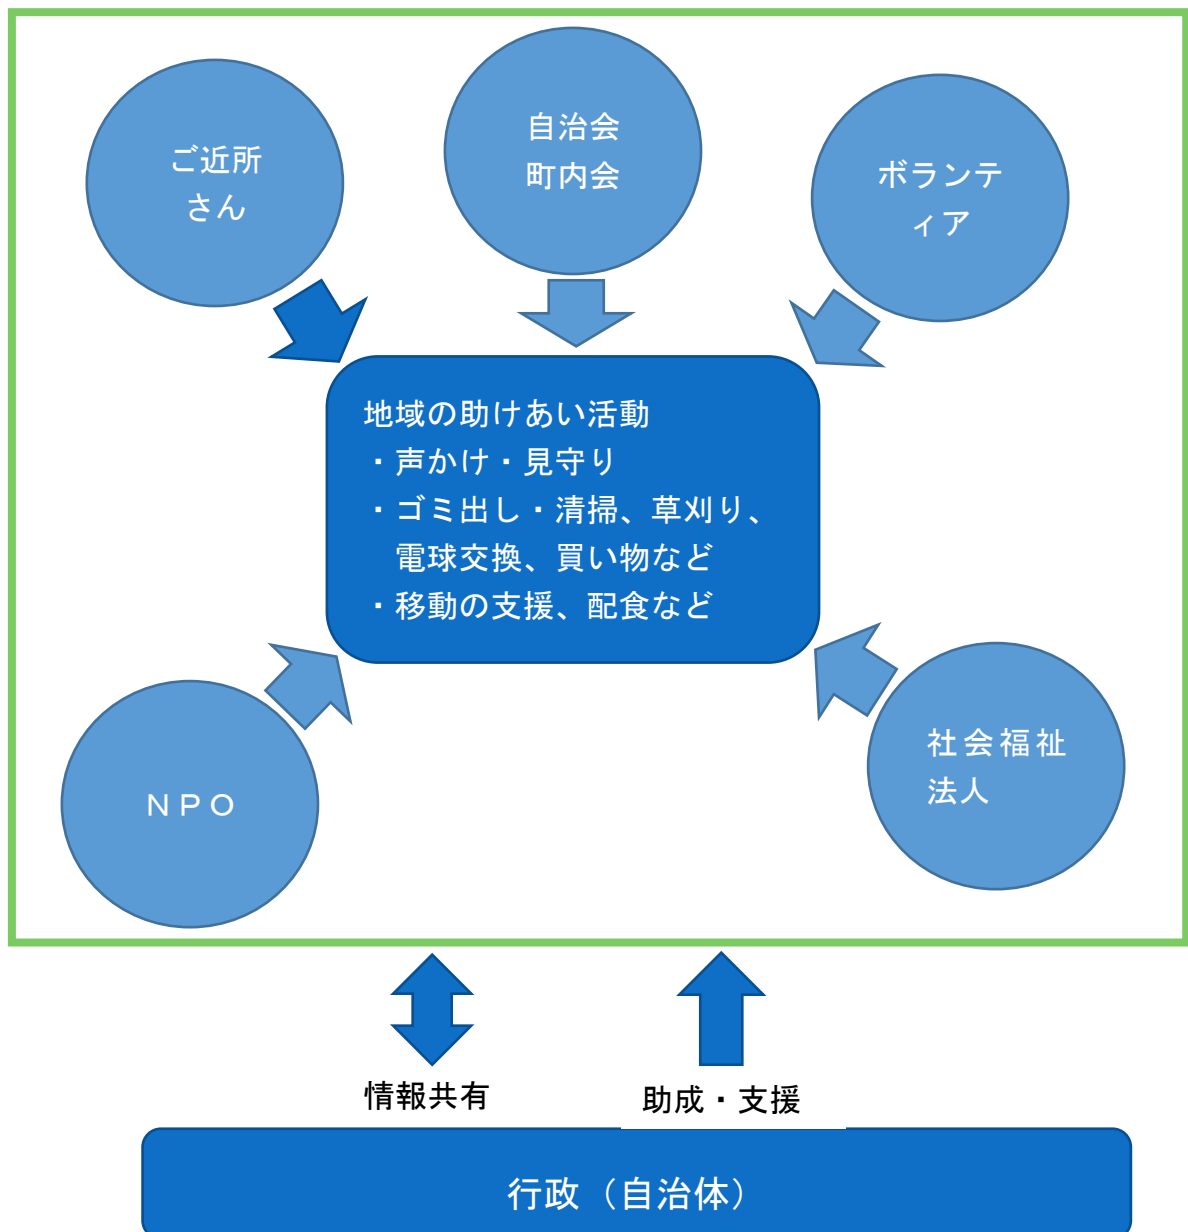 ご近所
さん
自治会
町内会
ボランテ
ィア
地域の助けあい活動
・声かけ・見守り
・ゴミ出し・清掃、草刈り、
電球交換、買い物など
・移動の支援、配食など
ＮＰＯ
社会福祉
法人
情報共有
助成・支援
行政（自治体）